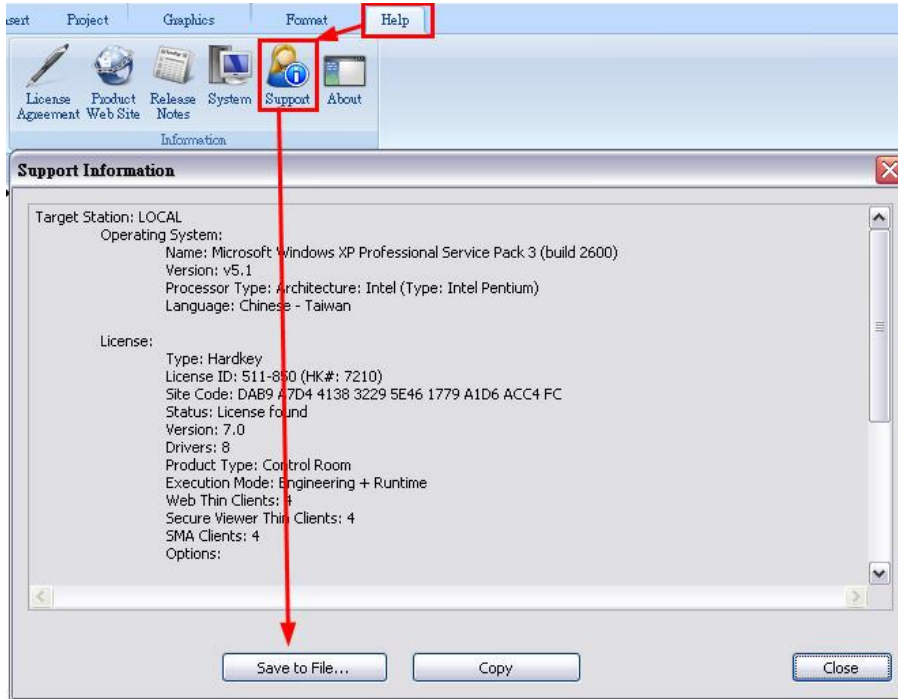 sert Project Graphics Format Help
License Agreement
Product Web Site
Release Notes
System
Support
About
Information
Support Information
Target Station: LOCAL
Operating System:
Name: Microsoft Windows XP Professional Service Pack 3 (build 2600)
Version: v5.1
Processor Type: Architecture: Intel (Type: Intel Pentium)
Language: Chinese - Taiwan
License:
Type: Hardkey
License ID: 511-850 (HK#: 7210)
Site Code: DAB9 A7D4 4138 3229 5E46 1779 A1D6 ACC4 FC
Status: License found
Version: 7.0
Drivers: 8
Product Type: Control Room
Execution Mode: Engineering + Runtime
Web Thin Clients: 4
Secure Viewer Thin Clients: 4
SMA Clients: 4
Options:
Save to File... Copy Close